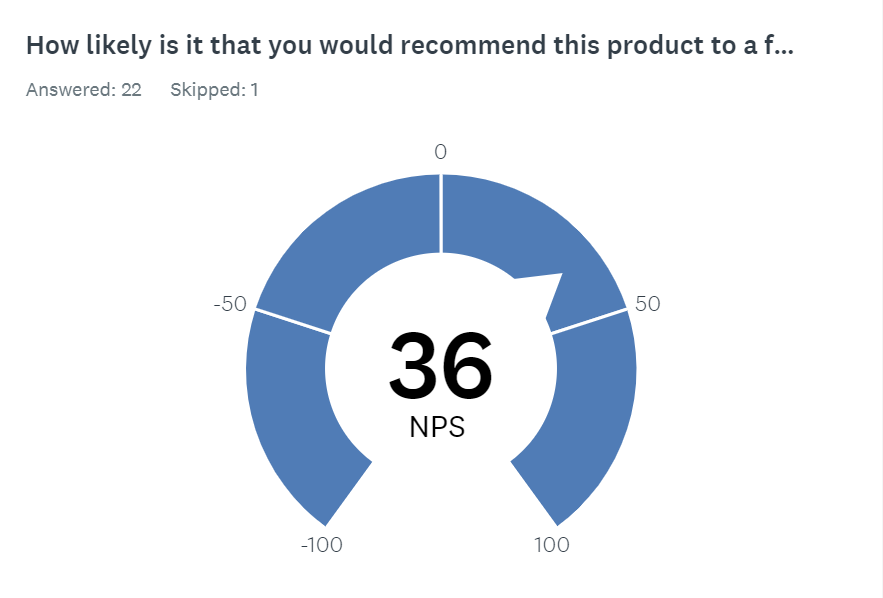 How likely is it that you would recommend this product to a f...
Answered: 22 Skipped: 1
0
-50
50
36
NPS
-100
100